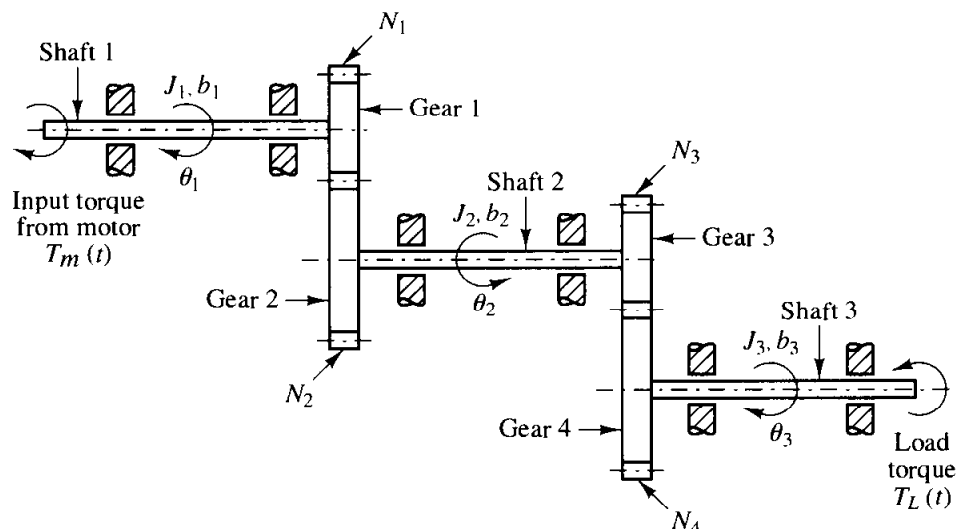 N₁
Shaft 1
J₁, b₁
Gear 1
θ₁
Input torque
from motor
Tₘ (t)
N₃
Shaft 2
J₂, b₂
Gear 3
Gear 2
θ₂
Shaft 3
N₂
J₃, b₃
Gear 4
θ₃
Load
torque
T_L (t)
N₄